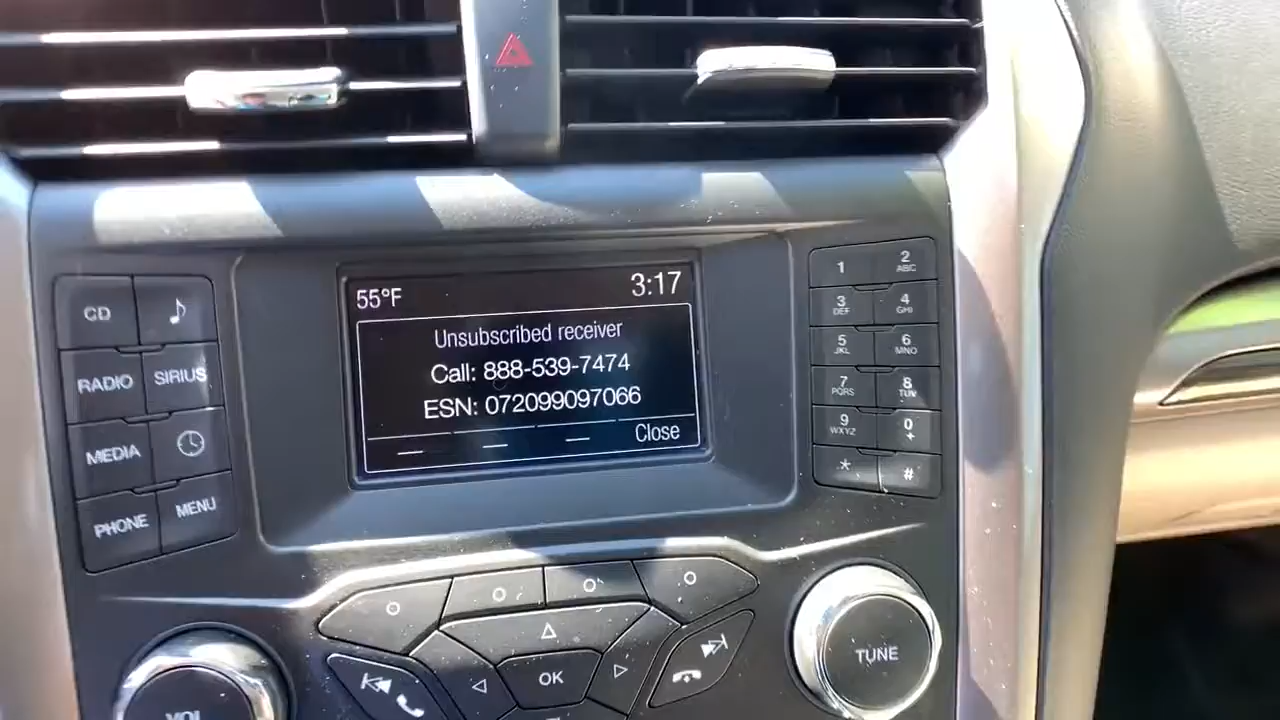 55°F 3:17
Unsubscribed receiver
Call: 888-539-7474
ESN: 072099097066
Close
CD
RADIO SIRIUS
MEDIA
PHONE MENU
1 2 ABC
3 DEF 4 GHI
5 JKL 6 MNO
7 PQRS 8 TUV
9 WXYZ 0 +
* #
OK
VOL
TUNE